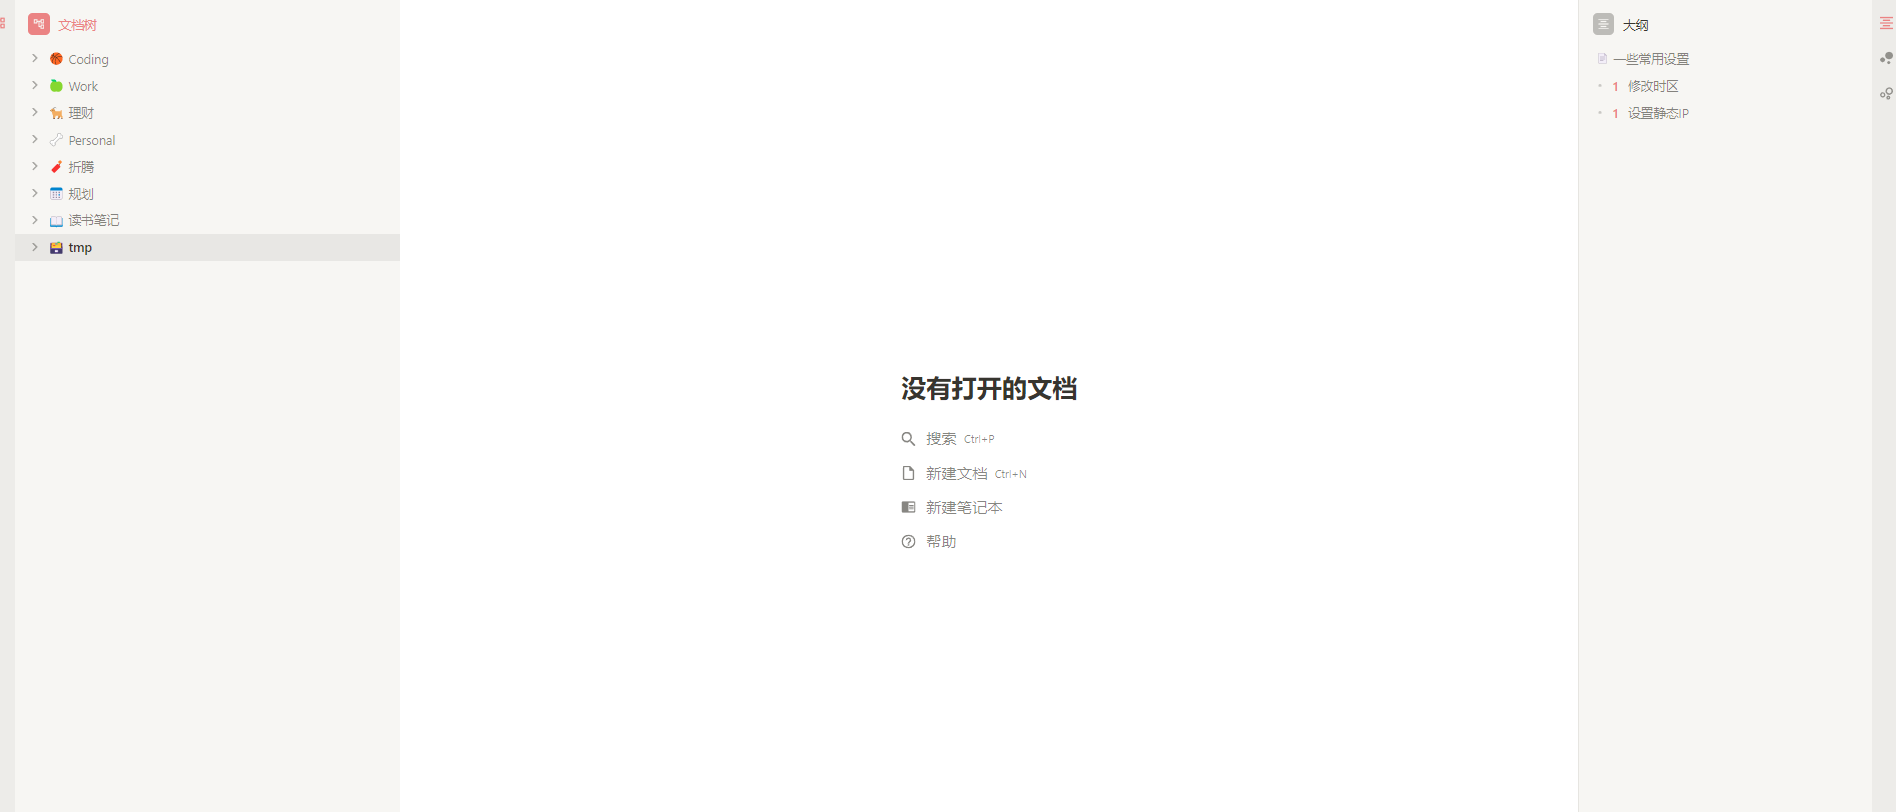 文档树
Coding
Work
理财
Personal
折腾
规划
读书笔记
tmp
没有打开的文档
搜索 Ctrl+P
新建文档 Ctrl+N
新建笔记本
帮助
大纲
一些常用设置
1 修改时区
1 设置静态IP